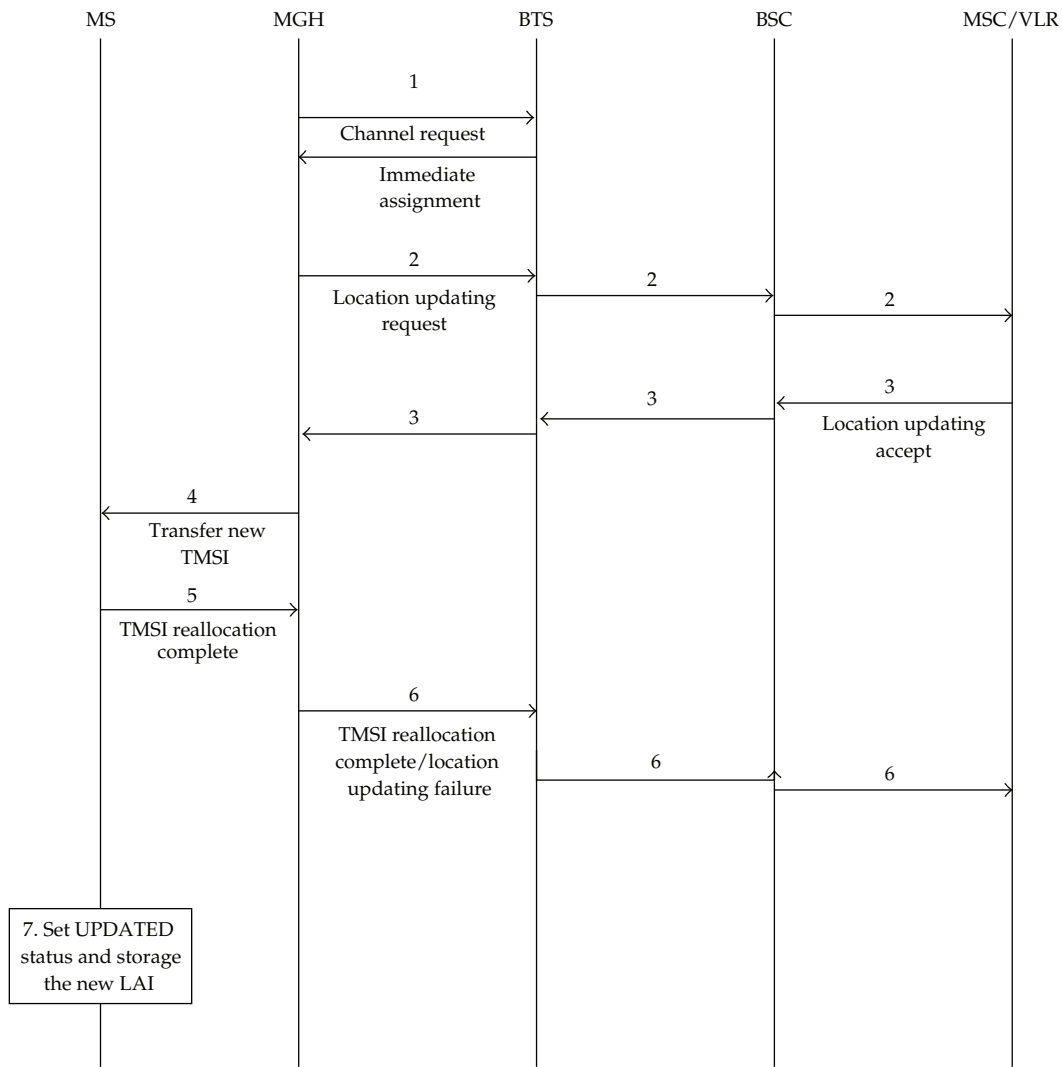 MS
MGH
BTS
BSC
MSC/VLR
1
Channel request
Immediate
assignment
2
Location updating
request
2
2
3
Location updating
accept
3
3
4
Transfer new
TMSI
5
TMSI reallocation
complete
6
TMSI reallocation
complete/location
updating failure
6
6
7. Set UPDATED
status and storage
the new LAI